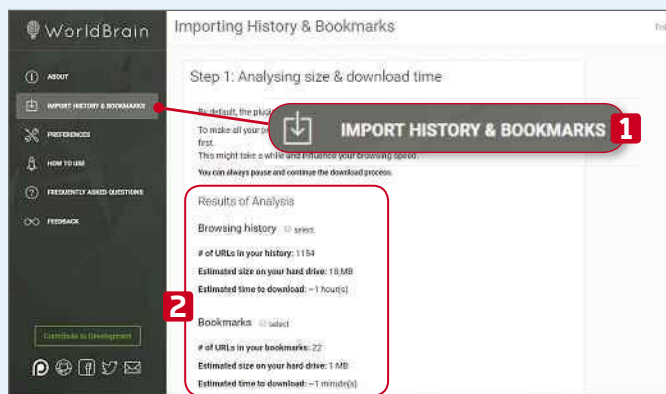 WorldBrain
ABOUT
IMPORT HISTORY & BOOKMARKS
PREFERENCES
HOW TO USE
FREQUENTLY ASKED QUESTIONS
FEEDBACK
Contribute to Development
Importing History & Bookmarks
Step 1: Analysing size & download time
By default, the plugin
To make all your
first.
This might take a while and influence your browsing speed.
You can always pause and continue the download process.
IMPORT HISTORY & BOOKMARKS 1
2
Results of Analysis
Browsing history select
# of URLs in your history: 1154
Estimated size on your hard drive: 18 MB
Estimated time to download: ~1 hour(s)
Bookmarks select
# of URLs in your bookmarks: 22
Estimated size on your hard drive: 1 MB
Estimated time to download: ~1 minute(s)